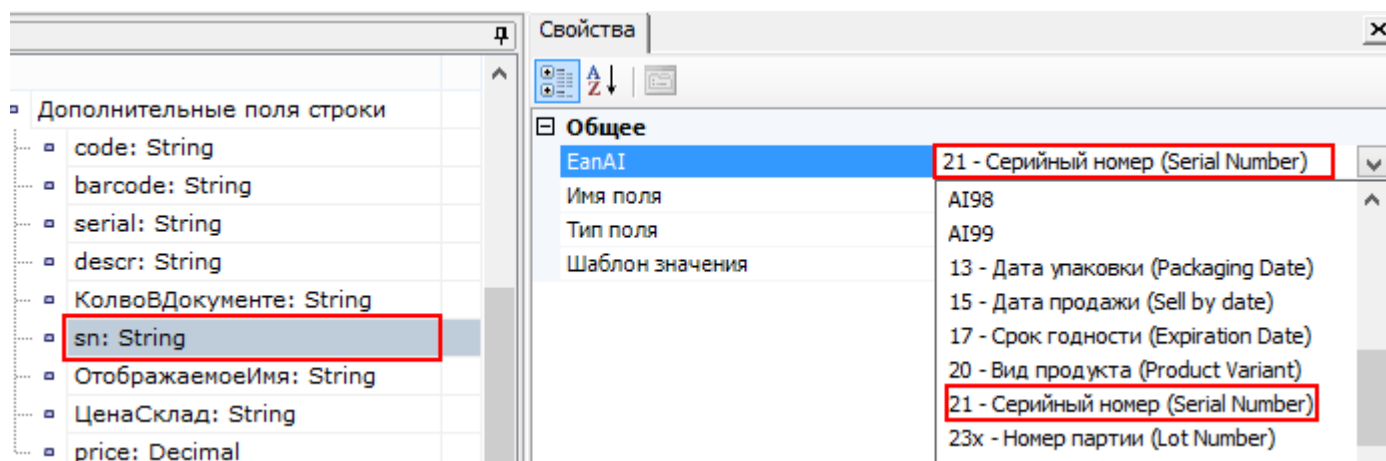 Свойства
Дополнительные поля строки
code: String
barcode: String
serial: String
descr: String
КолвоВДокументе: String
sn: String
ОтображаемоеИмя: String
ЦенаСклад: String
price: Decimal
A
Z
Общее
EanAI
21 - Серийный номер (Serial Number)
Имя поля
Тип поля
Шаблон значения
AI98
AI99
13 - Дата упаковки (Packaging Date)
15 - Дата продажи (Sell by date)
17 - Срок годности (Expiration Date)
20 - Вид продукта (Product Variant)
21 - Серийный номер (Serial Number)
23x - Номер партии (Lot Number)